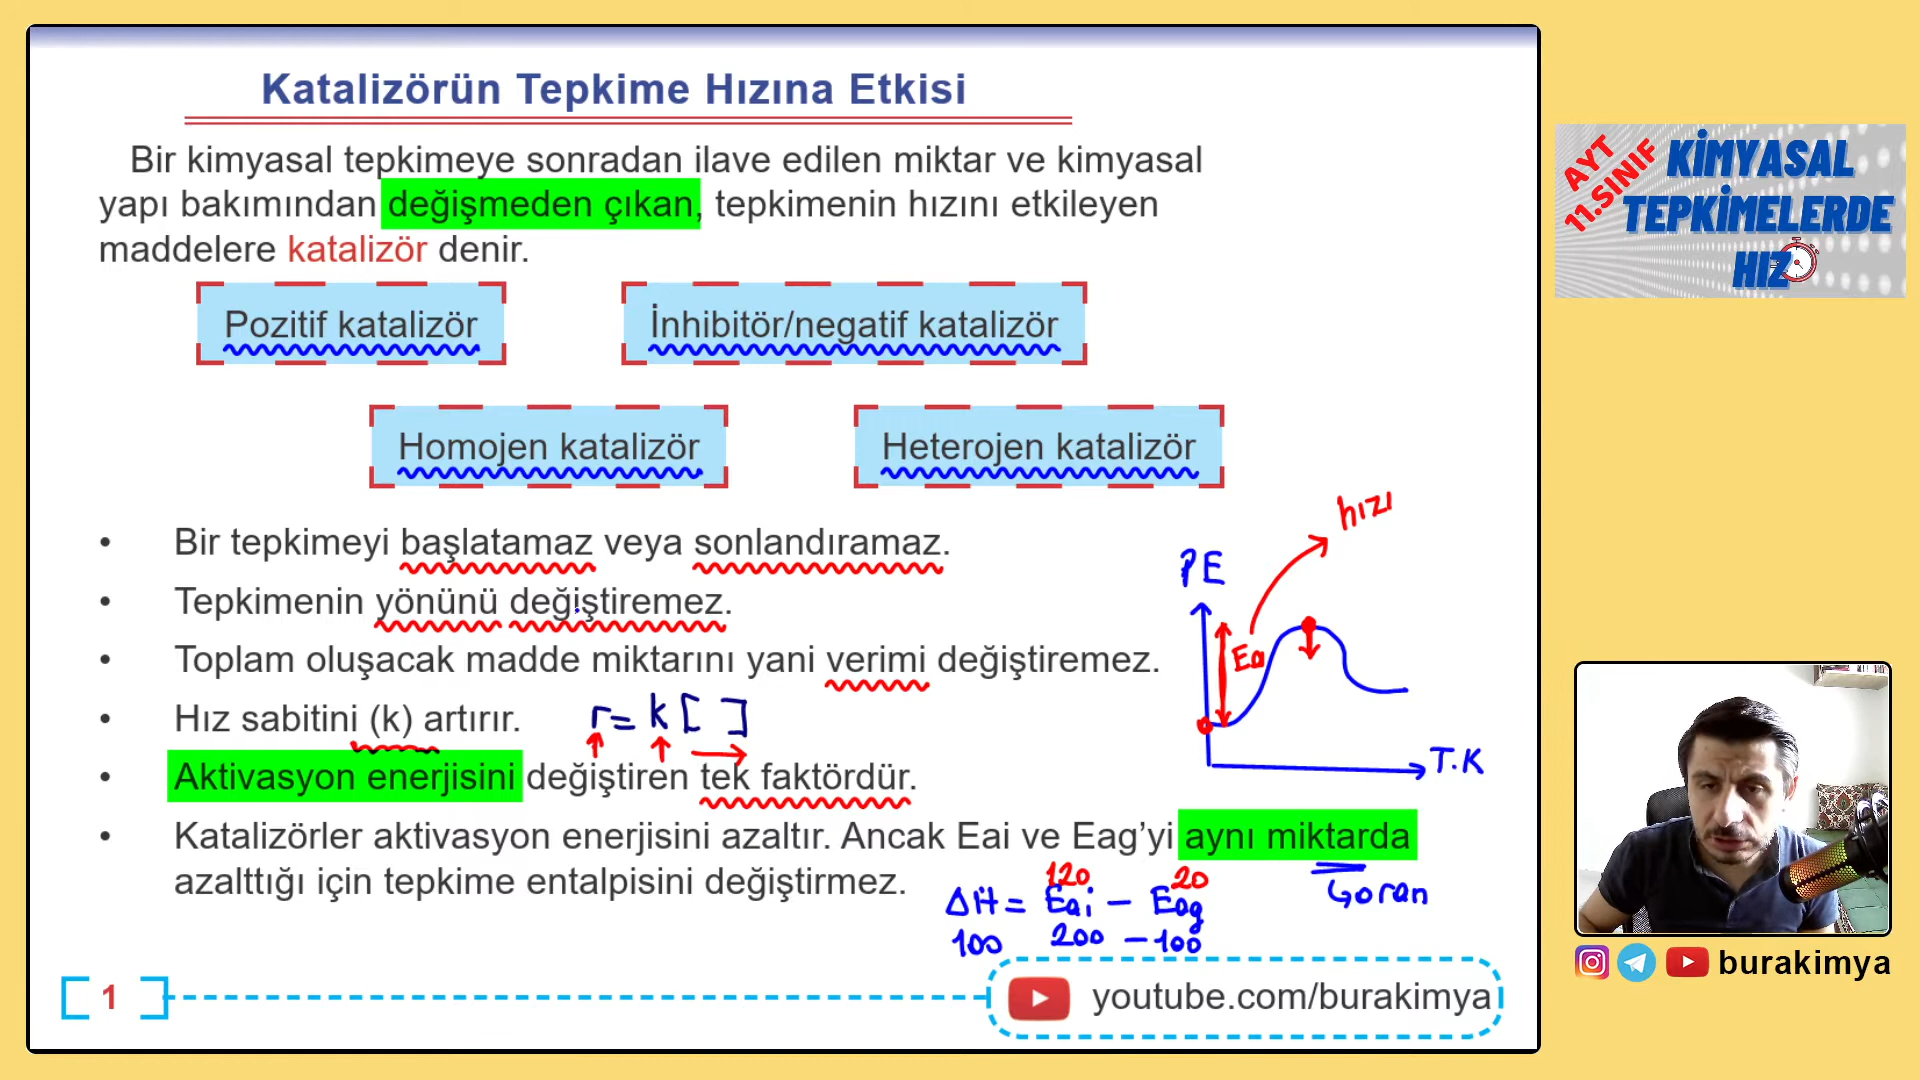 Katalizörün Tepkime Hızına Etkisi
Bir kimyasal tepkimeye sonradan ilave edilen miktar ve kimyasal
yapı bakımından değişmeden çıkan, tepkimenin hızını etkileyen
maddelere katalizör denir.
Pozitif katalizör
İnhibitör/negatif katalizör
Homojen katalizör
Heterojen katalizör
• Bir tepkimeyi başlatamaz veya sonlandıramaz.
• Tepkimenin yönünü değiştiremez.
• Toplam oluşacak madde miktarını yani verimi değiştiremez.
• Hız sabitini (k) artırır.
r = k [ ]
• Aktivasyon enerjisini değiştiren tek faktördür.
• Katalizörler aktivasyon enerjisini azaltır. Ancak Eai ve Eag’yi aynı miktarda
azalttığı için tepkime entalpisini değiştirmez.
hızı
PE
Ea
T.K
oran
120 20
ΔH = Eai – Eag
100 200 – 100
1
youtube.com/burakimya
AYT
11.SINIF
KİMYASAL
TEPKİMELERDE
HIZ
burakimya